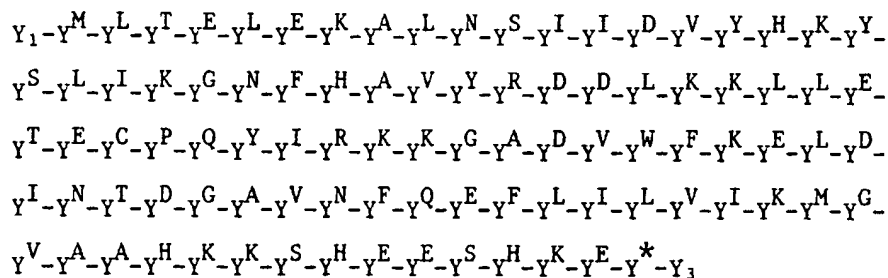 Y₁-Yᴹ-Yᴸ-Yᵀ-Yᴱ-Yᴸ-Yᴱ-Yᴷ-Yᴬ-Yᴸ-Yᴺ-Yˢ-Yᴵ-Yᴵ-Yᴰ-Yⱽ-Yʸ-Yᴴ-Yᴷ-Yʸ-
Yˢ-Yᴸ-Yᴵ-Yᴷ-Yᴳ-Yᴺ-Yᶠ-Yᴴ-Yᴬ-Yⱽ-Yʸ-Yᴿ-Yᴰ-Yᴰ-Yᴸ-Yᴷ-Yᴷ-Yᴸ-Yᴸ-Yᴱ-
Yᵀ-Yᴱ-Yᶜ-Yᴾ-YQ-Yʸ-Yᴵ-Yᴿ-Yᴷ-Yᴷ-Yᴳ-Yᴬ-Yᴰ-Yⱽ-Yᵂ-Yᶠ-Yᴷ-Yᴱ-Yᴸ-Yᴰ-
Yᴵ-Yᴺ-Yᵀ-Yᴰ-Yᴳ-Yᴬ-Yⱽ-Yᴺ-Yᶠ-YQ-Yᴱ-Yᶠ-Yᴸ-Yᴵ-Yᴸ-Yⱽ-Yᴵ-Yᴷ-Yᴹ-Yᴳ-
Yⱽ-Yᴬ-Yᴬ-Yᴴ-Yᴷ-Yᴷ-Yˢ-Yᴴ-Yᴱ-Yᴱ-Yˢ-Yᴴ-Yᴷ-Yᴱ-Y*-Y₃